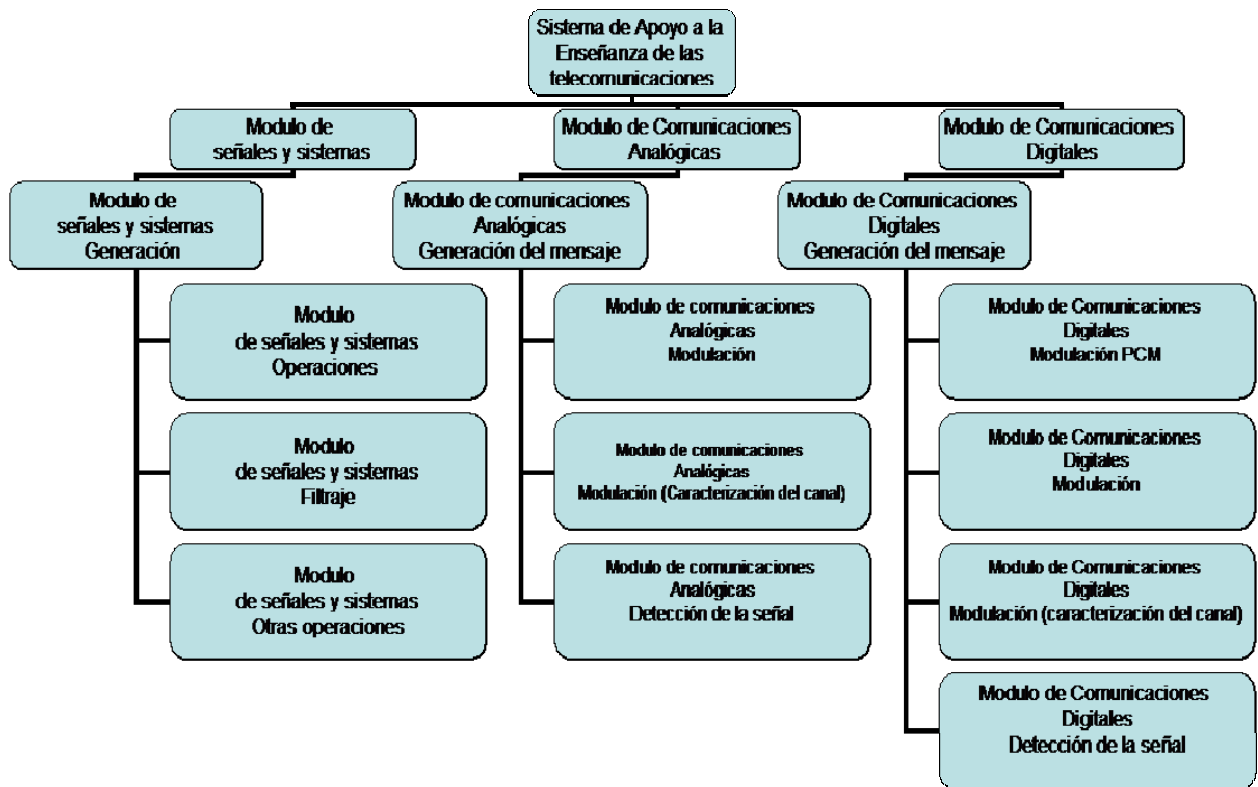 Sistema de Apoyo a la
Enseñanza de las
telecomunicaciones
Modulo de
señales y sistemas
Modulo de Comunicaciones
Analógicas
Modulo de Comunicaciones
Digitales
Modulo de
señales y sistemas
Generación
Modulo de comunicaciones
Analógicas
Generación del mensaje
Modulo de Comunicaciones
Digitales
Generación del mensaje
Modulo
de señales y sistemas
Operaciones
Modulo de comunicaciones
Analógicas
Modulación
Modulo de Comunicaciones
Digitales
Modulación PCM
Modulo
de señales y sistemas
Filtraje
Modulo de comunicaciones
Analógicas
Modulación (Caracterización del canal)
Modulo de Comunicaciones
Digitales
Modulación
Modulo
de señales y sistemas
Otras operaciones
Modulo de comunicaciones
Analógicas
Detección de la señal
Modulo de Comunicaciones
Digitales
Modulación (caracterización del canal)
Modulo de Comunicaciones
Digitales
Detección de la señal